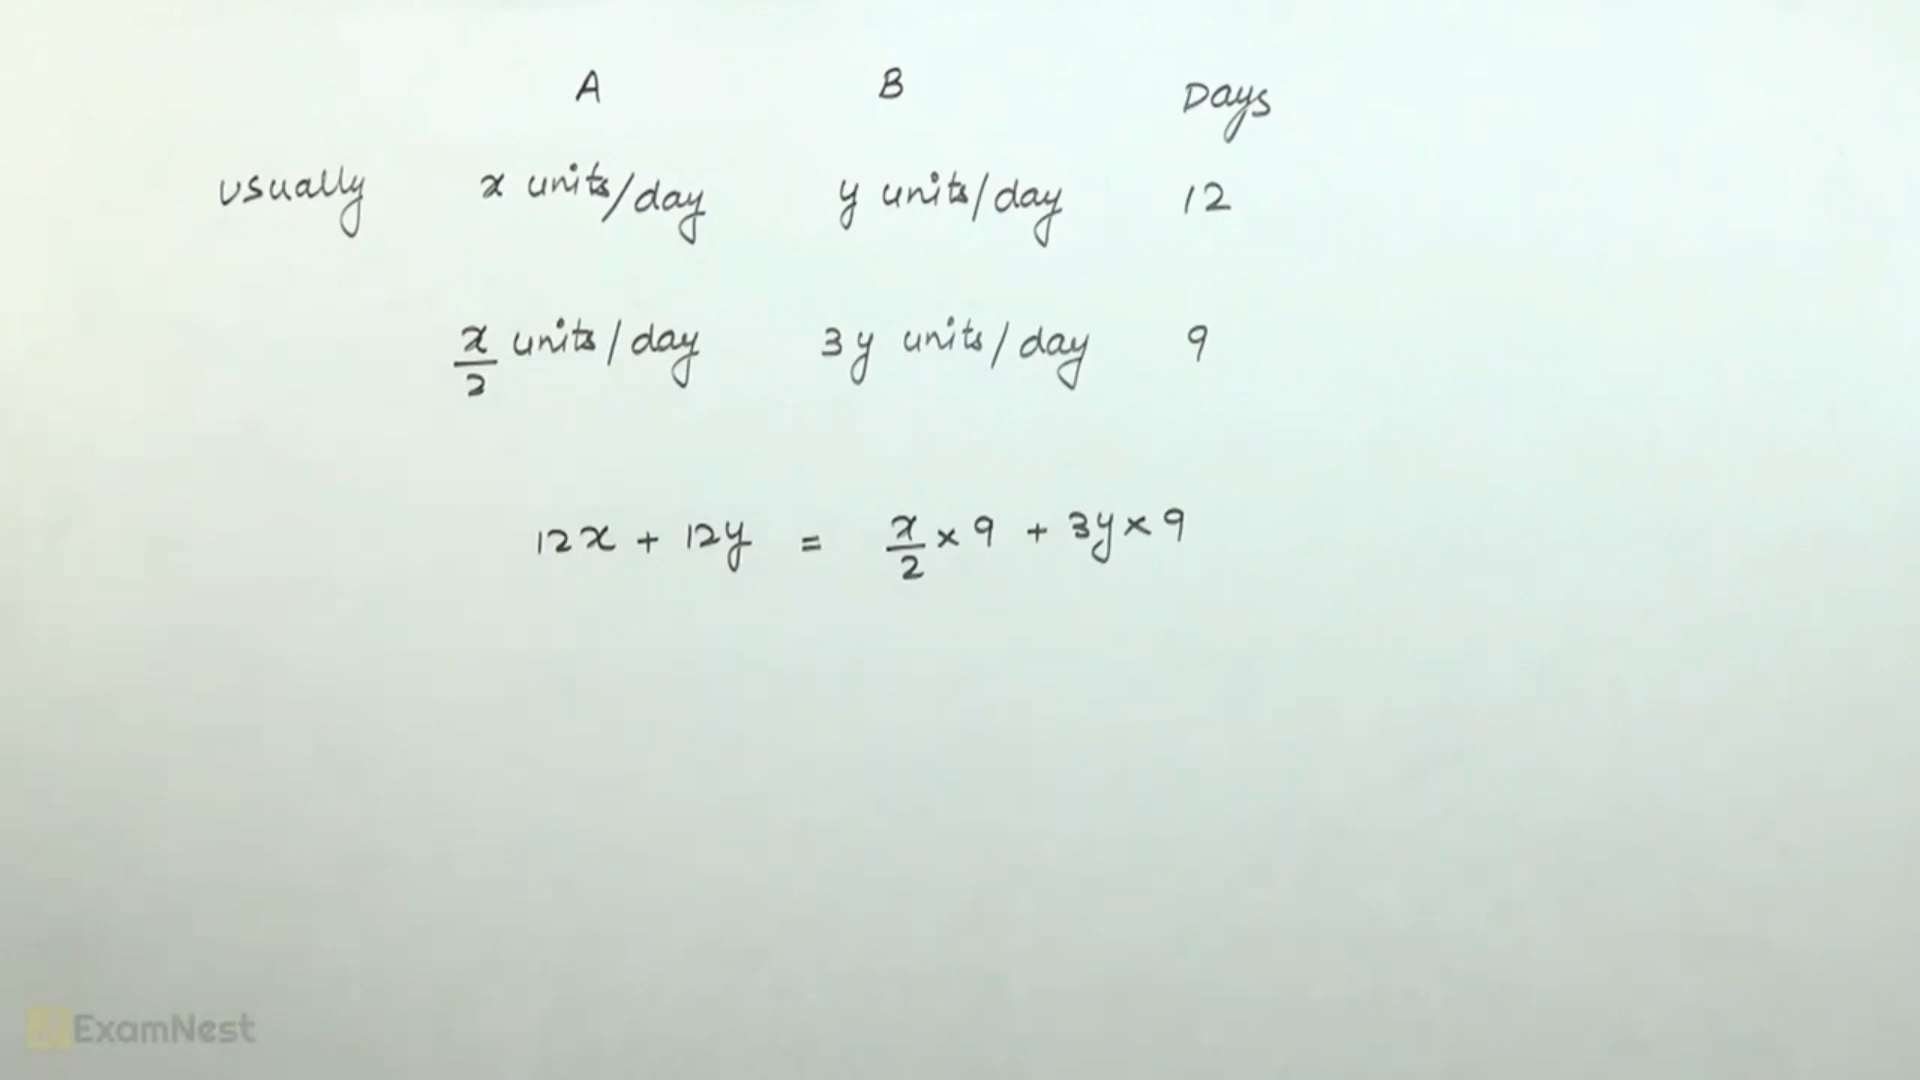 A B Days
usually x units/day y units/day 12
x/2 units/day 3y units/day 9
12x + 12y = x/2 × 9 + 3y × 9
ExamNest